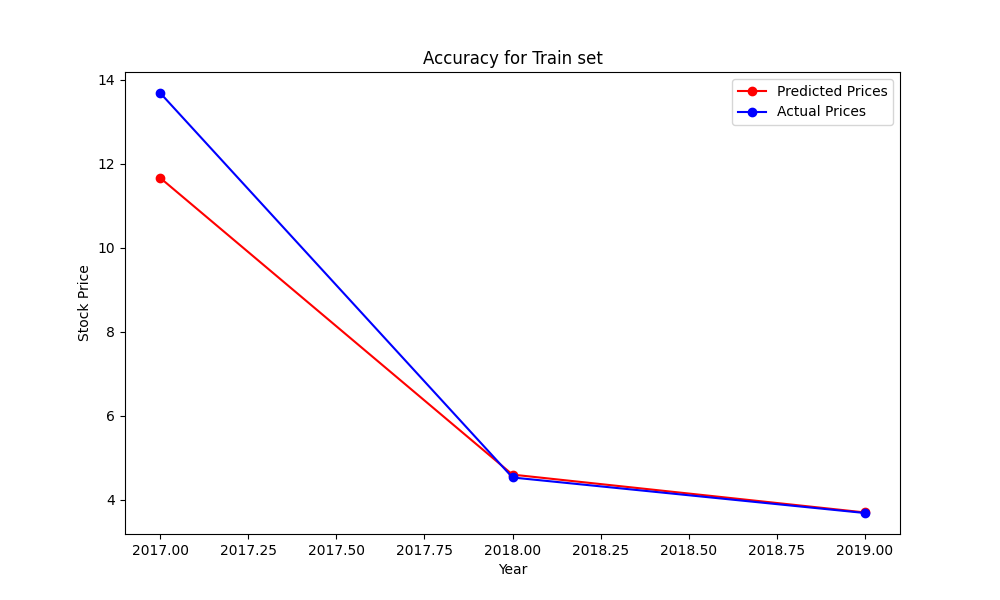 Accuracy for Train set
Predicted Prices
Actual Prices
Stock Price
14
12
10
8
6
4
2017.00 2017.25 2017.50 2017.75 2018.00 2018.25 2018.50 2018.75 2019.00
Year